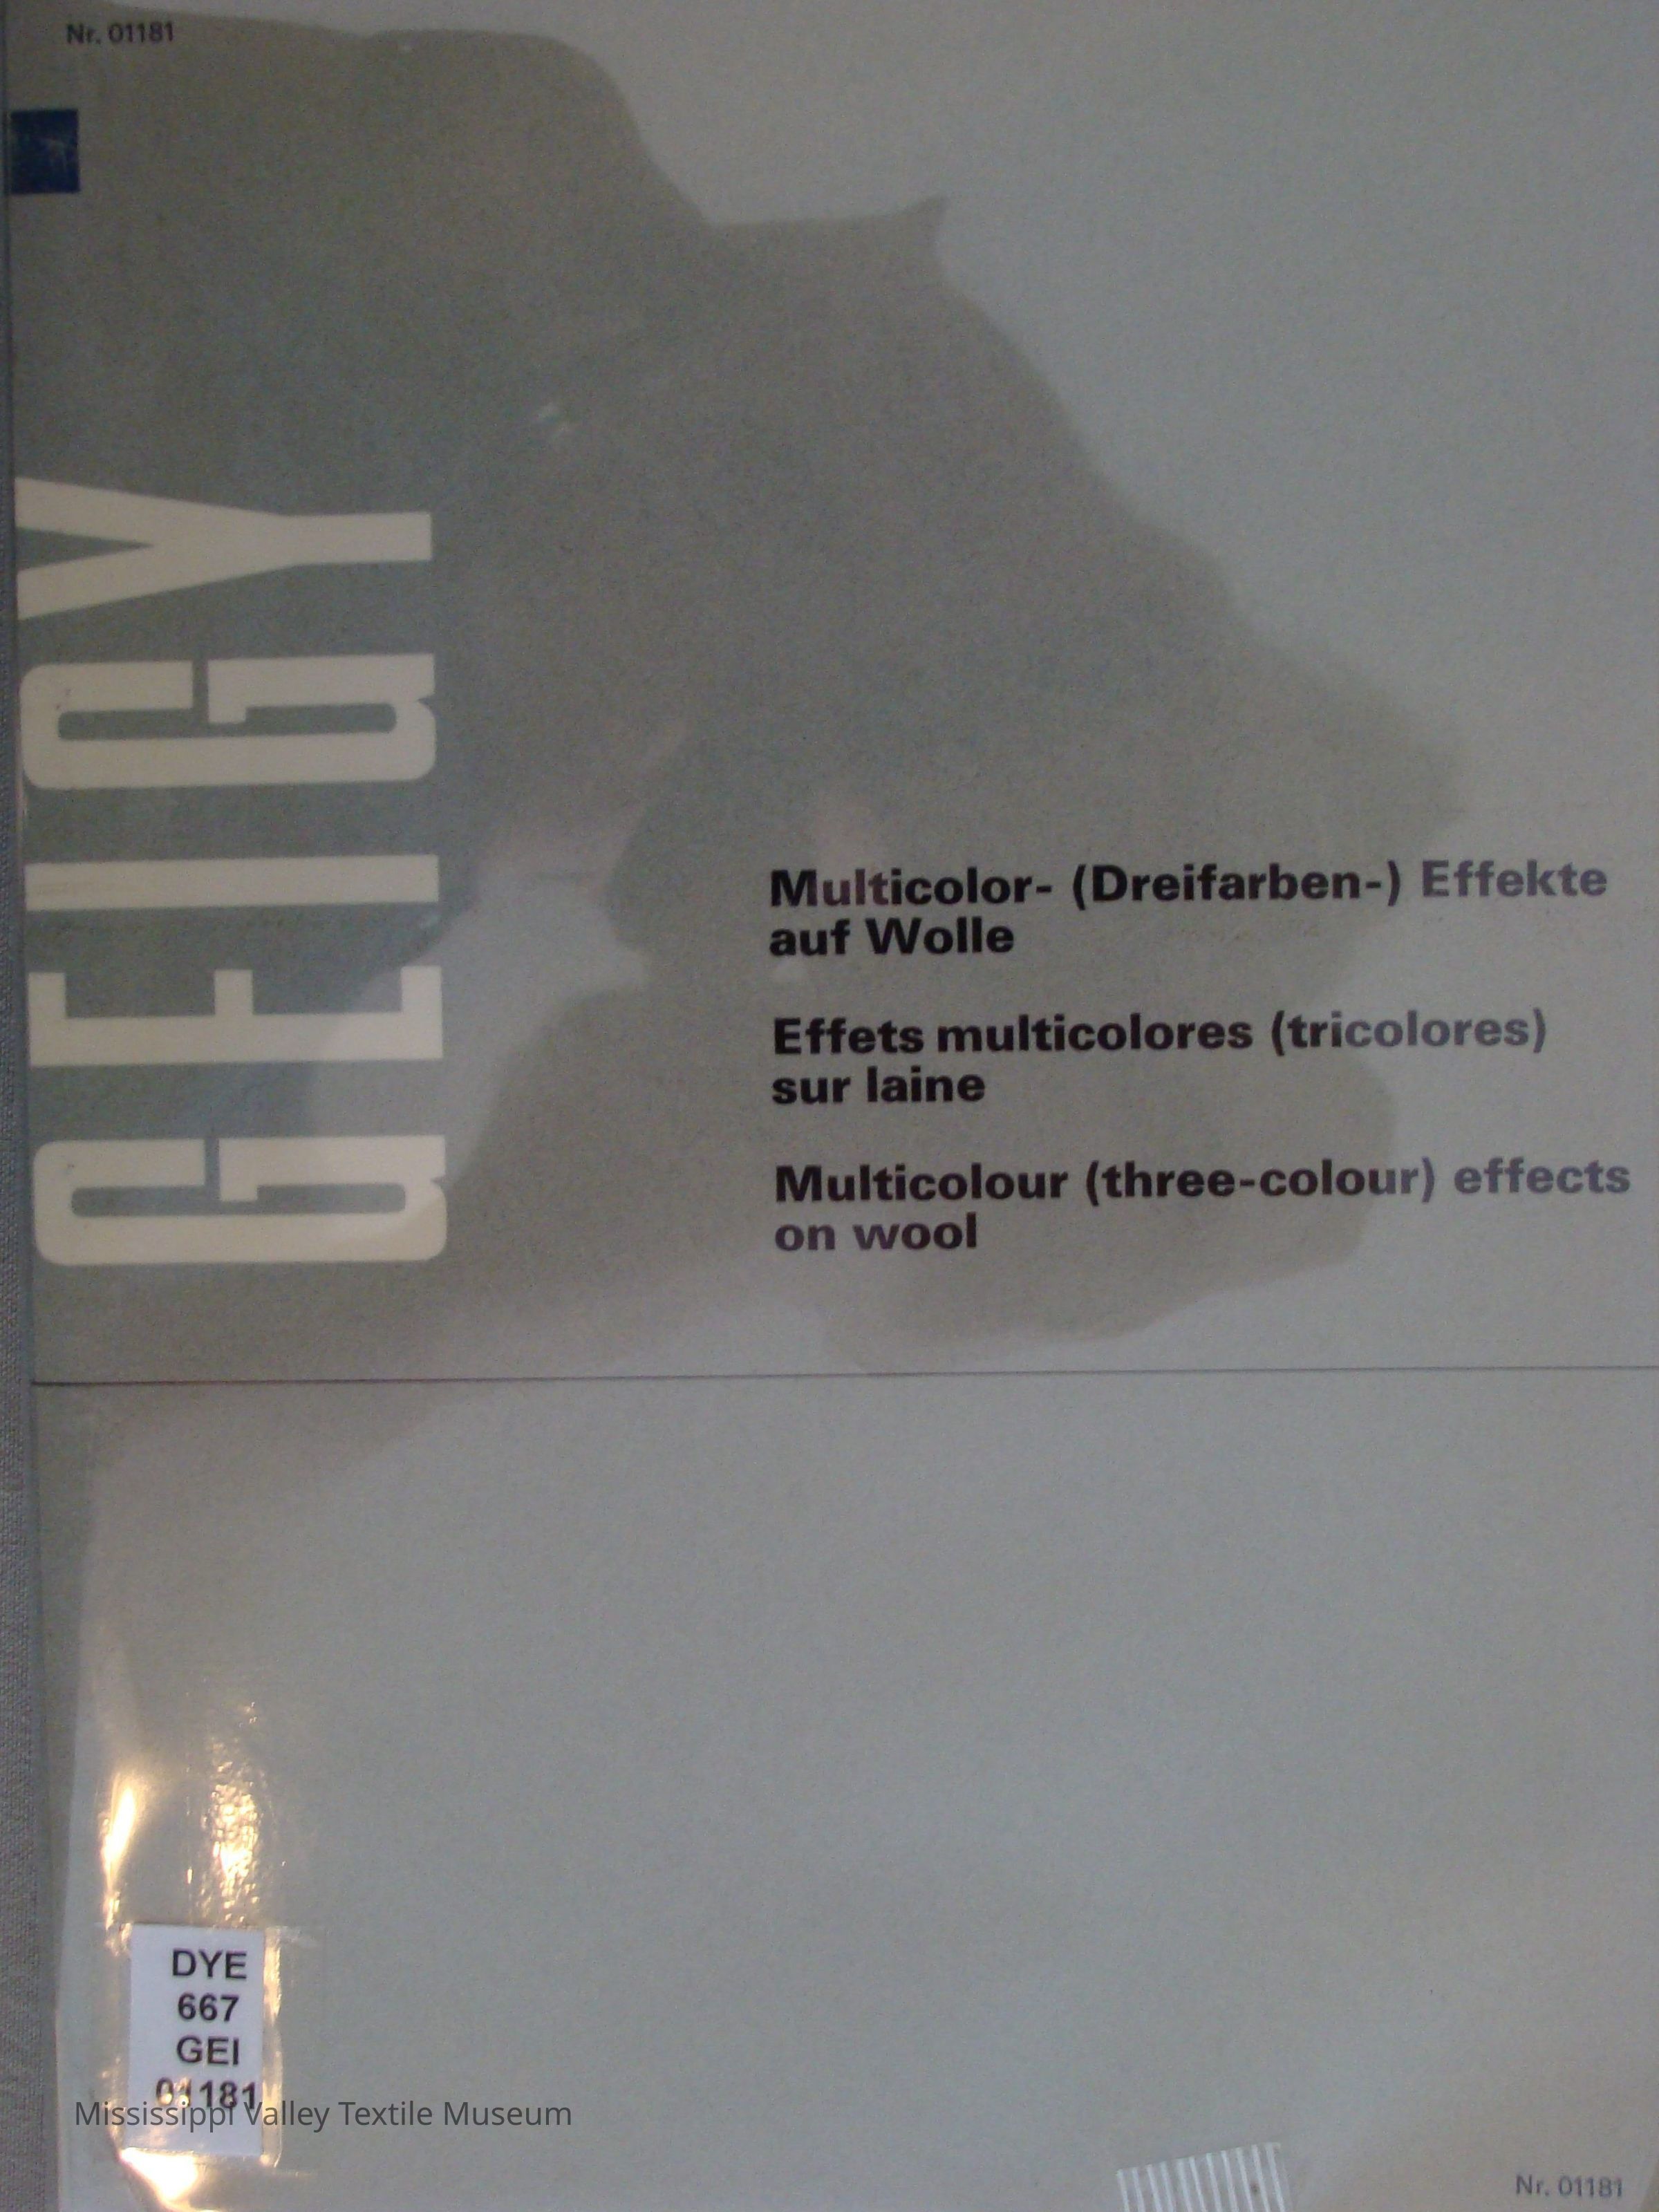 Nr. 01181
GEIGY
Multicolor- (Dreifarben-) Effekte
auf Wolle
Effets multicolores (tricolores)
sur laine
Multicolour (three-colour) effects
on wool
DYE
667
GEI
01181
Mississippi Valley Textile Museum
Nr. 01181